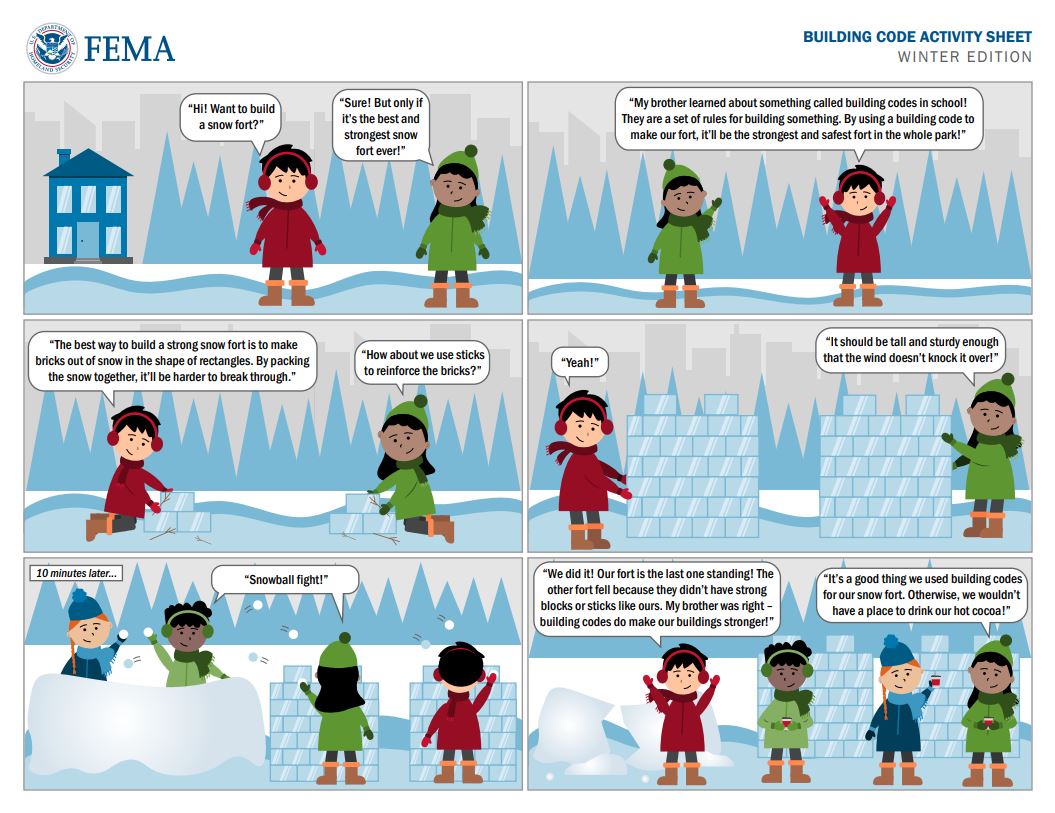 U.S. DEPARTMENT OF
HOMELAND SECURITY
FEMA
BUILDING CODE ACTIVITY SHEET
WINTER EDITION
“Hi! Want to build
a snow fort?”
“Sure! But only if
it’s the best and
strongest snow
fort ever!”
“My brother learned about something called building codes in school!
They are a set of rules for building something. By using a building code to
make our fort, it’ll be the strongest and safest fort in the whole park!”
“The best way to build a strong snow fort is to make
bricks out of snow in the shape of rectangles. By packing
the snow together, it’ll be harder to break through.”
“How about we use sticks
to reinforce the bricks?”
“Yeah!”
“It should be tall and sturdy enough
that the wind doesn’t knock it over!”
10 minutes later...
“Snowball fight!”
“We did it! Our fort is the last one standing! The
other fort fell because they didn’t have strong
blocks or sticks like ours. My brother was right –
building codes do make our buildings stronger!”
“It’s a good thing we used building codes
for our snow fort. Otherwise, we wouldn’t
have a place to drink our hot cocoa!”